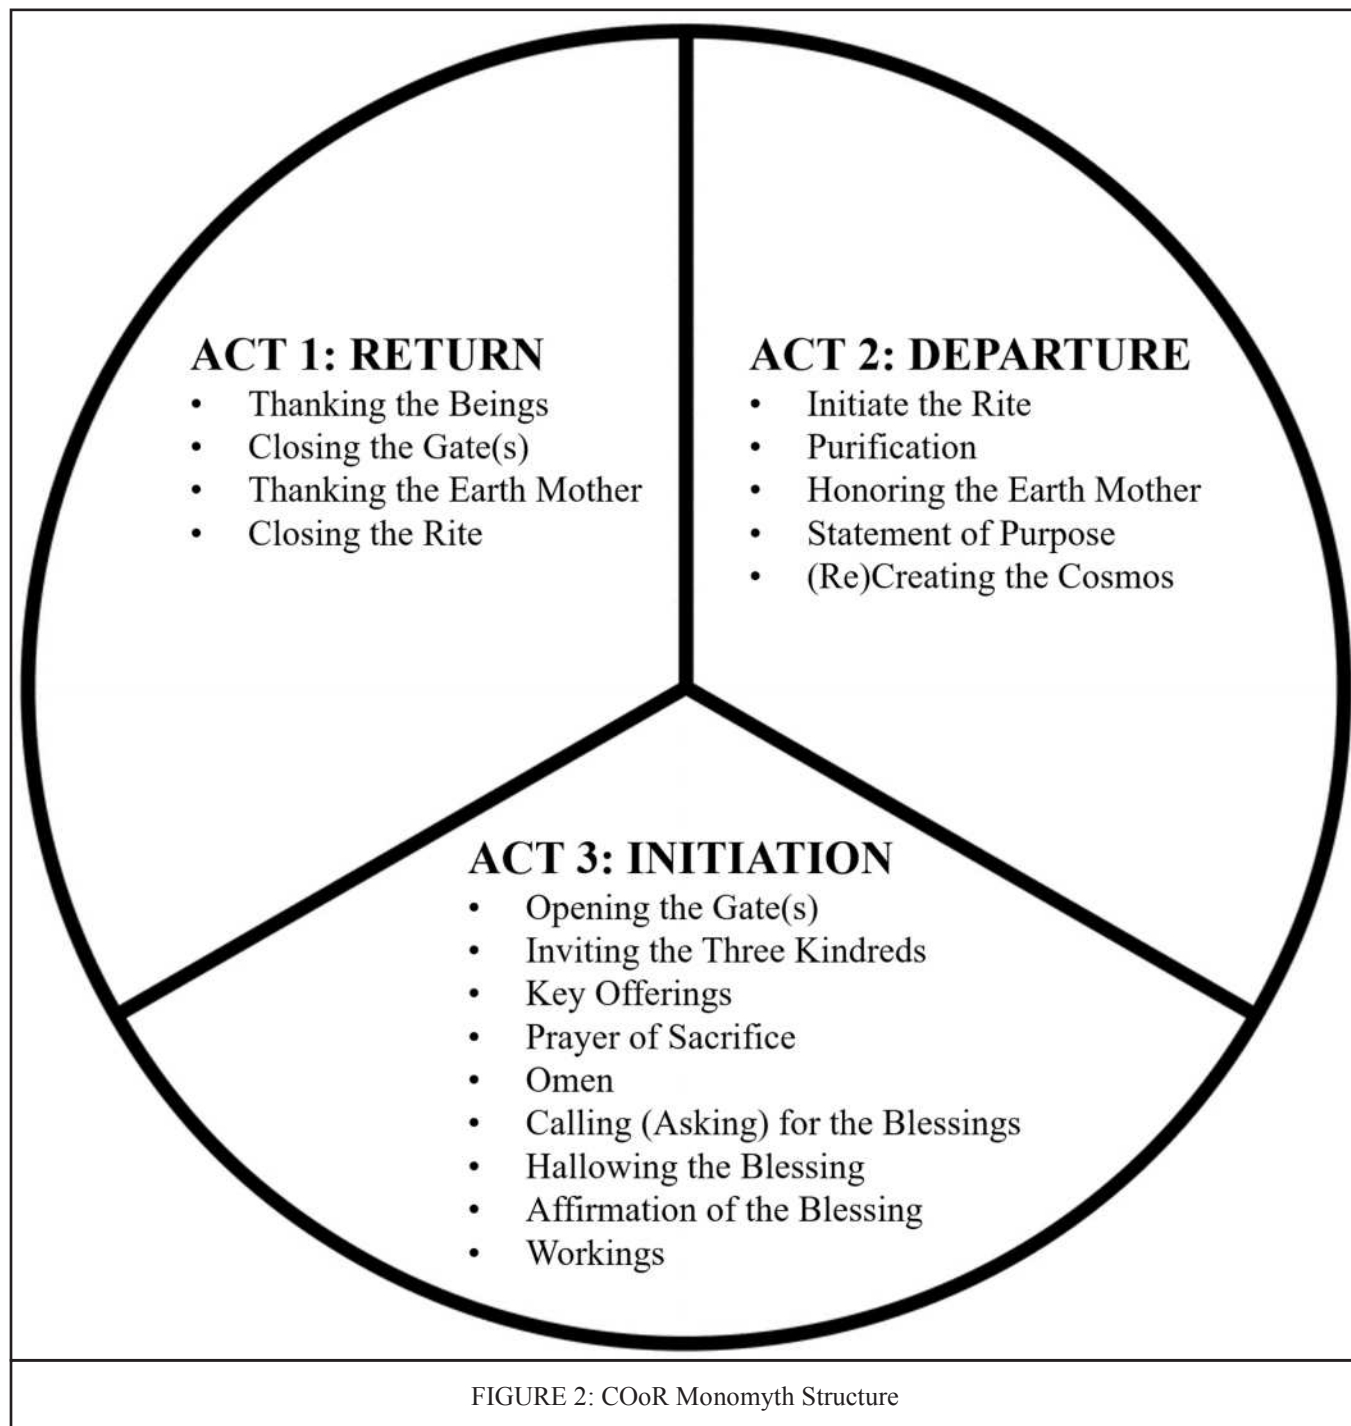 ACT 1: RETURN
• Thanking the Beings
• Closing the Gate(s)
• Thanking the Earth Mother
• Closing the Rite
ACT 2: DEPARTURE
• Initiate the Rite
• Purification
• Honoring the Earth Mother
• Statement of Purpose
• (Re)Creating the Cosmos
ACT 3: INITIATION
• Opening the Gate(s)
• Inviting the Three Kindreds
• Key Offerings
• Prayer of Sacrifice
• Omen
• Calling (Asking) for the Blessings
• Hallowing the Blessing
• Affirmation of the Blessing
• Workings
FIGURE 2: COoR Monomyth Structure